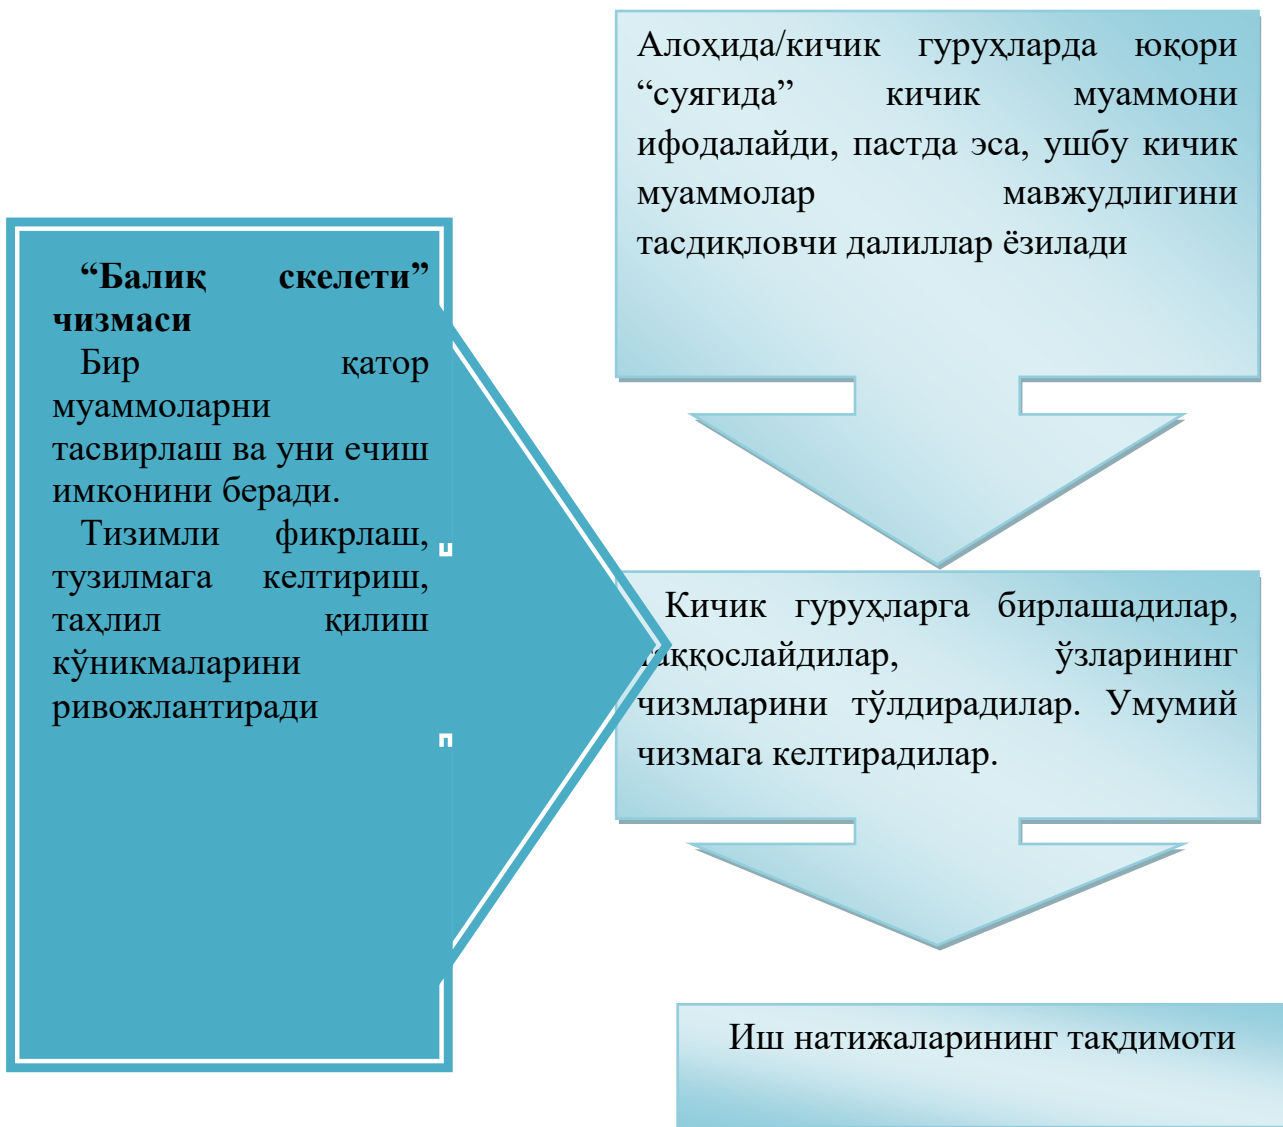 “Балиқ скелети”
чизмаси
Бир қатор
муаммоларни
тасвирлаш ва уни ечиш
имконини беради.
Тизимли фикрлаш,
тузилмага келтириш,
таҳлил қилиш
кўникмаларини
ривожлантиради
Алоҳида/кичик гуруҳларда юқори
“суягида” кичик муаммони
ифодалайди, пастда эса, ушбу кичик
муаммолар мавжудлигини
тасдиқловчи далиллар ёзилади
Кичик гуруҳларга бирлашадилар,
таққослайдилар, ўзларининг
чизмларини тўлдирадилар. Умумий
чизмага келтирадилар.
Иш натижаларининг тақдимоти